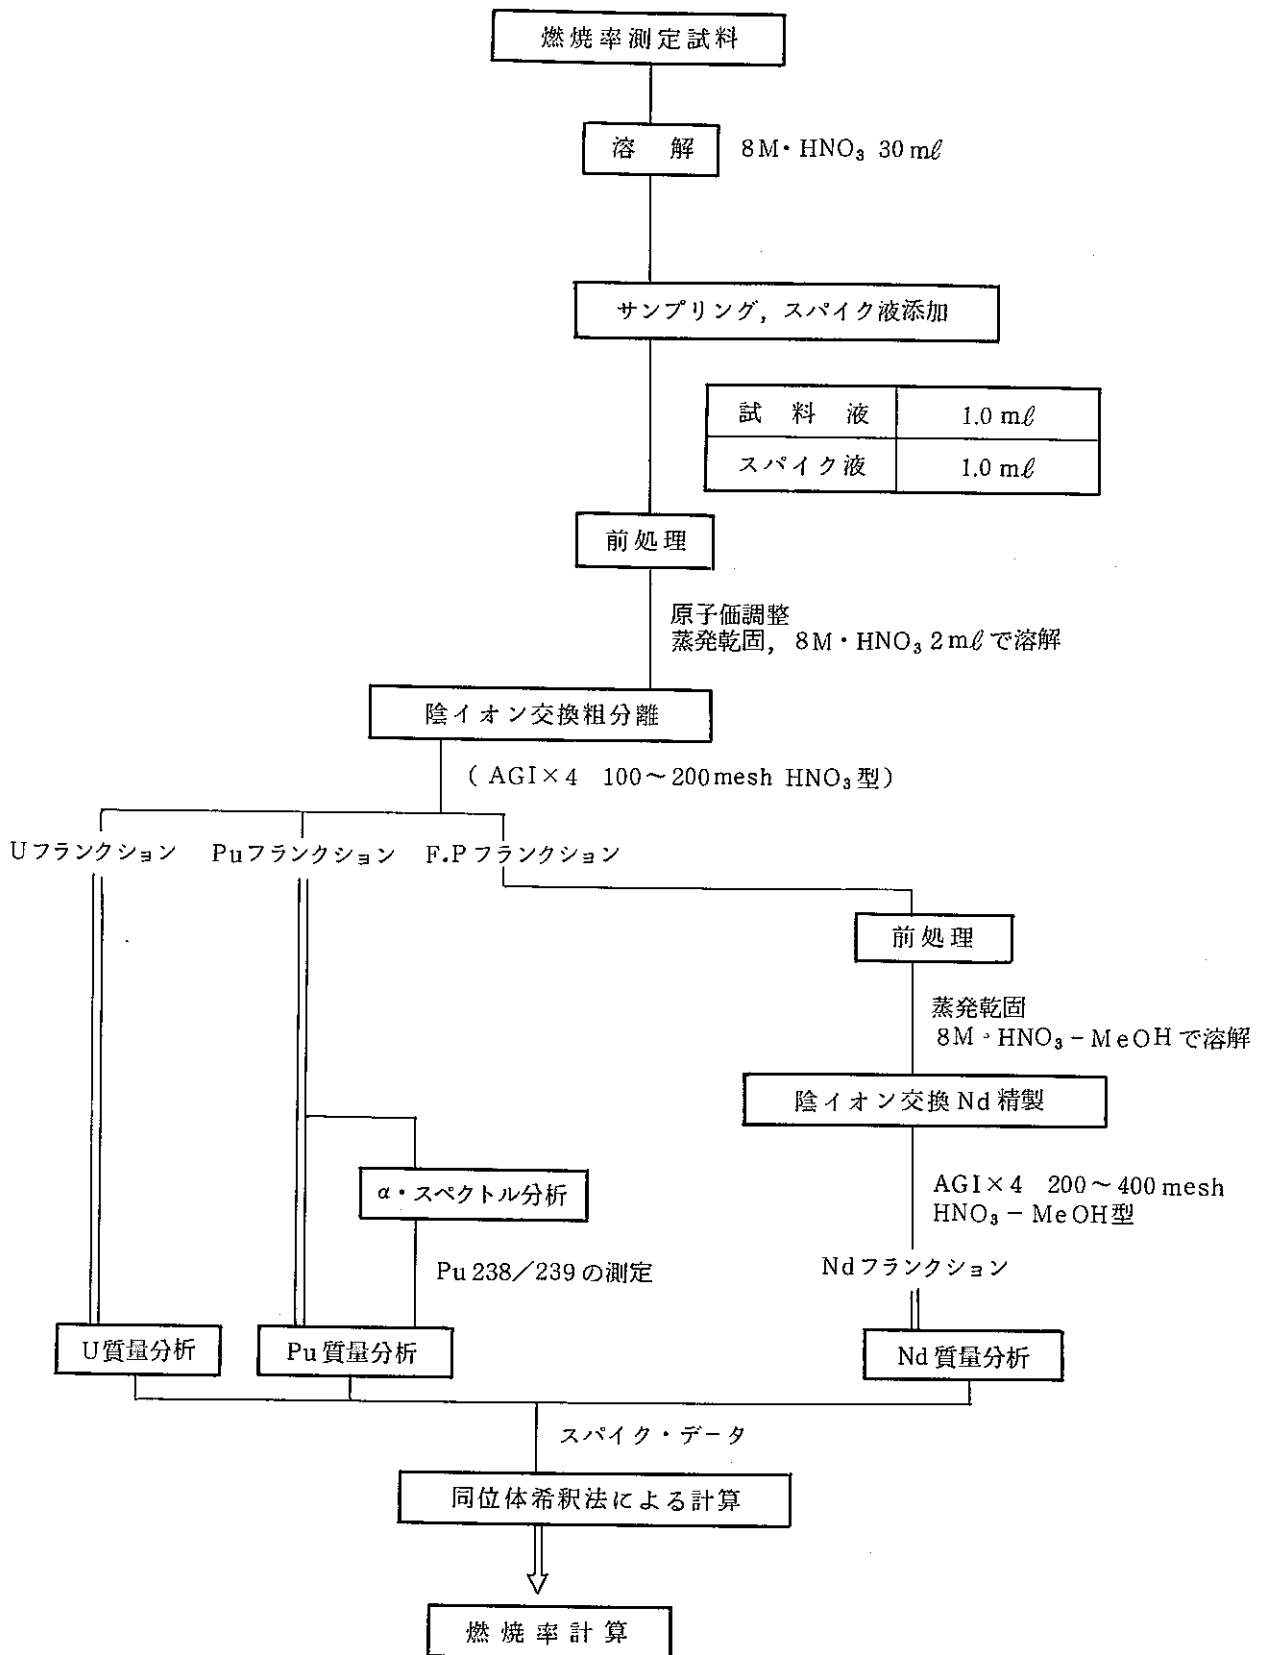 燃焼率測定試料
溶 解 8M・HNO₃ 30mℓ
サンプリング, スパイク液添加
試 料 液 1.0 mℓ
スパイク液 1.0 mℓ
前処理
原子価調整
蒸発乾固, 8M・HNO₃ 2mℓで溶解
陰イオン交換粗分離
( AGI×4 100～200mesh HNO₃型)
Uフランクション Puフランクション F.Pフランクション
前処理
蒸発乾固
8M・HNO₃－MeOHで溶解
陰イオン交換Nd精製
AGI×4 200～400mesh
HNO₃－MeOH型
α・スペクトル分析
Pu 238／239の測定
Ndフランクション
U質量分析 Pu質量分析 Nd質量分析
スパイク・データ
同位体希釈法による計算
燃焼率計算